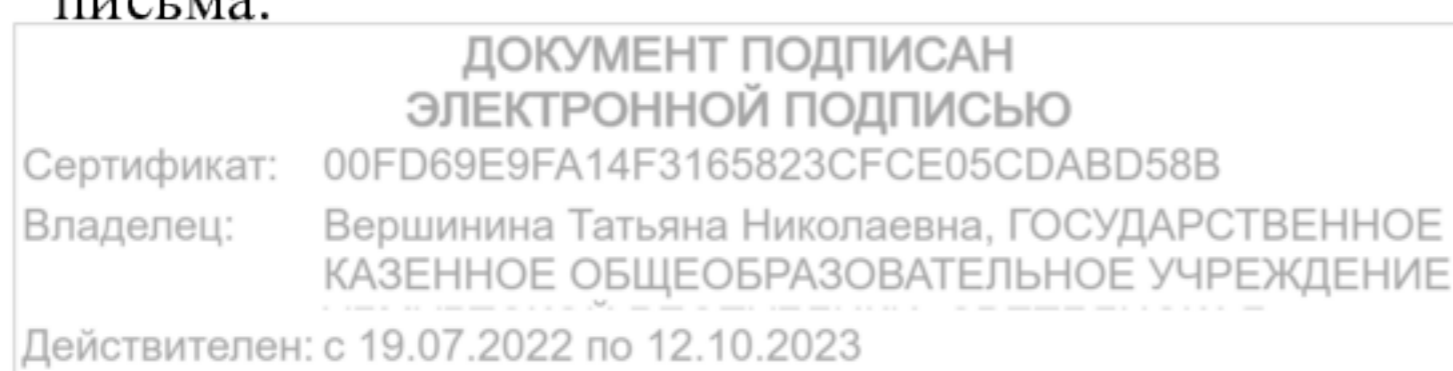 письма.
ДОКУМЕНТ ПОДПИСАН
ЭЛЕКТРОННОЙ ПОДПИСЬЮ
Сертификат: 00FD69E9FA14F3165823CFCE05CDABD58B
Владелец: Вершинина Татьяна Николаевна, ГОСУДАРСТВЕННОЕ
КАЗЕННОЕ ОБЩЕОБРАЗОВАТЕЛЬНОЕ УЧРЕЖДЕНИЕ
Действителен: с 19.07.2022 по 12.10.2023